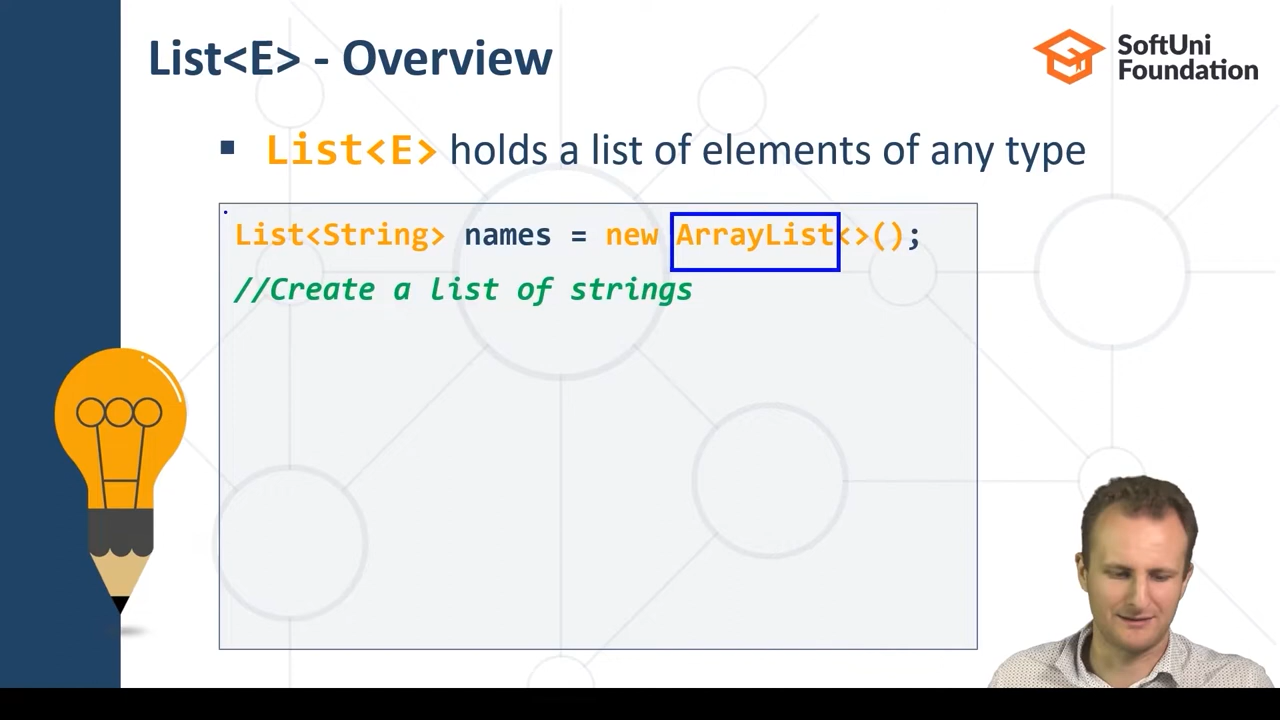 List<E> - Overview
SoftUni
Foundation
List<E> holds a list of elements of any type
List<String> names = new ArrayList<>();
//Create a list of strings